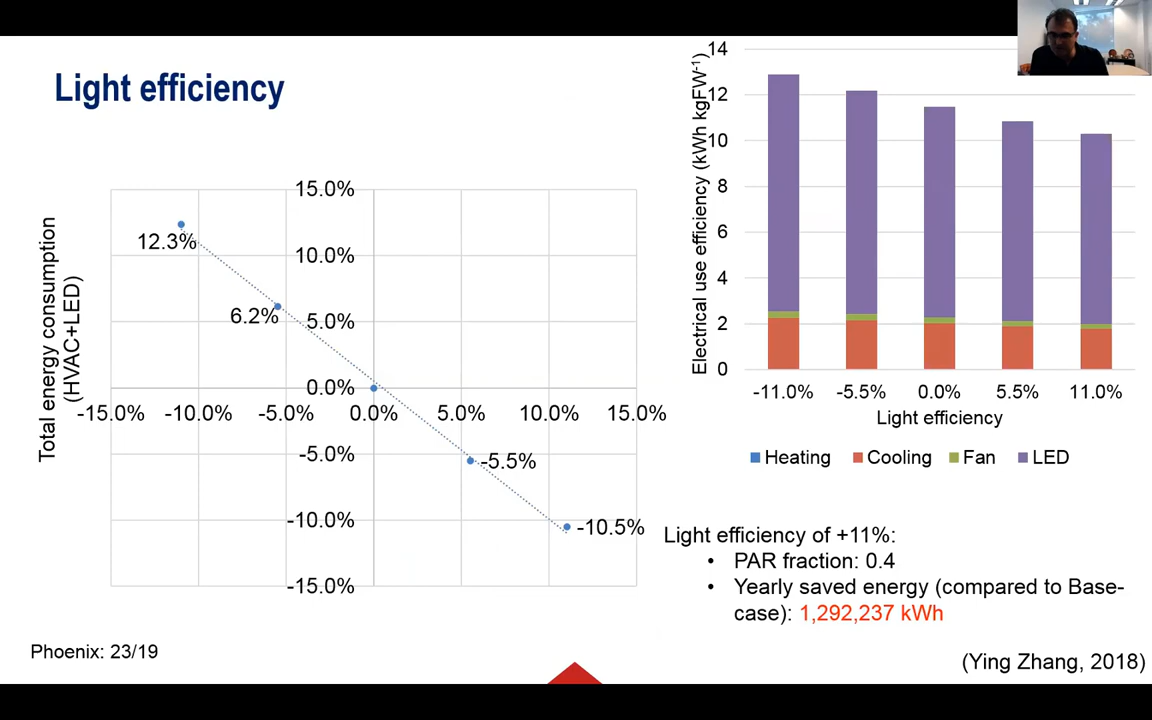 Light efficiency
Total energy consumption
(HVAC+LED)
15.0%
10.0%
5.0%
0.0%
-5.0%
-10.0%
-15.0%
-15.0%
-10.0%
-5.0%
0.0%
5.0%
10.0%
15.0%
12.3%
6.2%
-5.5%
-10.5%
Electrical use efficiency (kWh kgFW⁻¹)
14
12
10
8
6
4
2
0
-11.0%
-5.5%
0.0%
5.5%
11.0%
Light efficiency
Heating
Cooling
Fan
LED
Light efficiency of +11%:
• PAR fraction: 0.4
• Yearly saved energy (compared to Base-
case): 1,292,237 kWh
Phoenix: 23/19
(Ying Zhang, 2018)